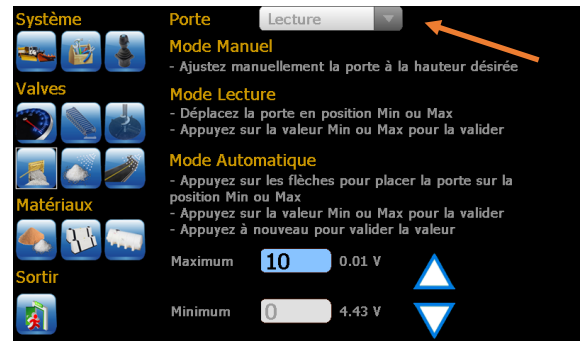 Système
Porte Lecture
Mode Manuel
- Ajustez manuellement la porte à la hauteur désirée
Valves
Mode Lecture
- Déplacez la porte en position Min ou Max
- Appuyez sur la valeur Min ou Max pour la valider
Mode Automatique
- Appuyez sur les flèches pour placer la porte sur la
position Min ou Max
- Appuyez sur la valeur Min ou Max pour la valider
- Appuyez à nouveau pour valider la valeur
Matériaux
Maximum 10 0.01 V
Sortir
Minimum 0 4.43 V